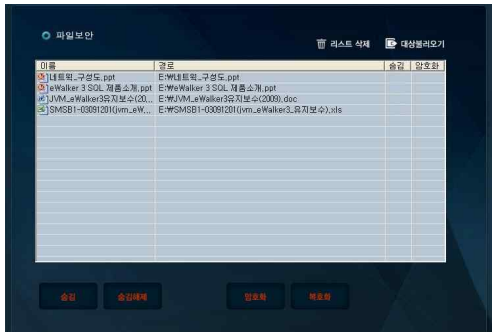 파일보안
리스트 삭제 대상불러오기
이름 경로 숨김 암호화
네트웍_구성도.ppt E:₩네트웍_구성도.ppt
eWalker 3 SQL 제품소개.ppt E:₩eWalker 3 SQL 제품소개.ppt
JVM_eWalker3유지보수(20... E:₩JVM_eWalker3유지보수(2009).doc
SMSB1-03091201(jvm_eW... E:₩SMSB1-03091201(jvm_eWalker3_유지보수).xls
숨김 숨김해제 암호화 복호화